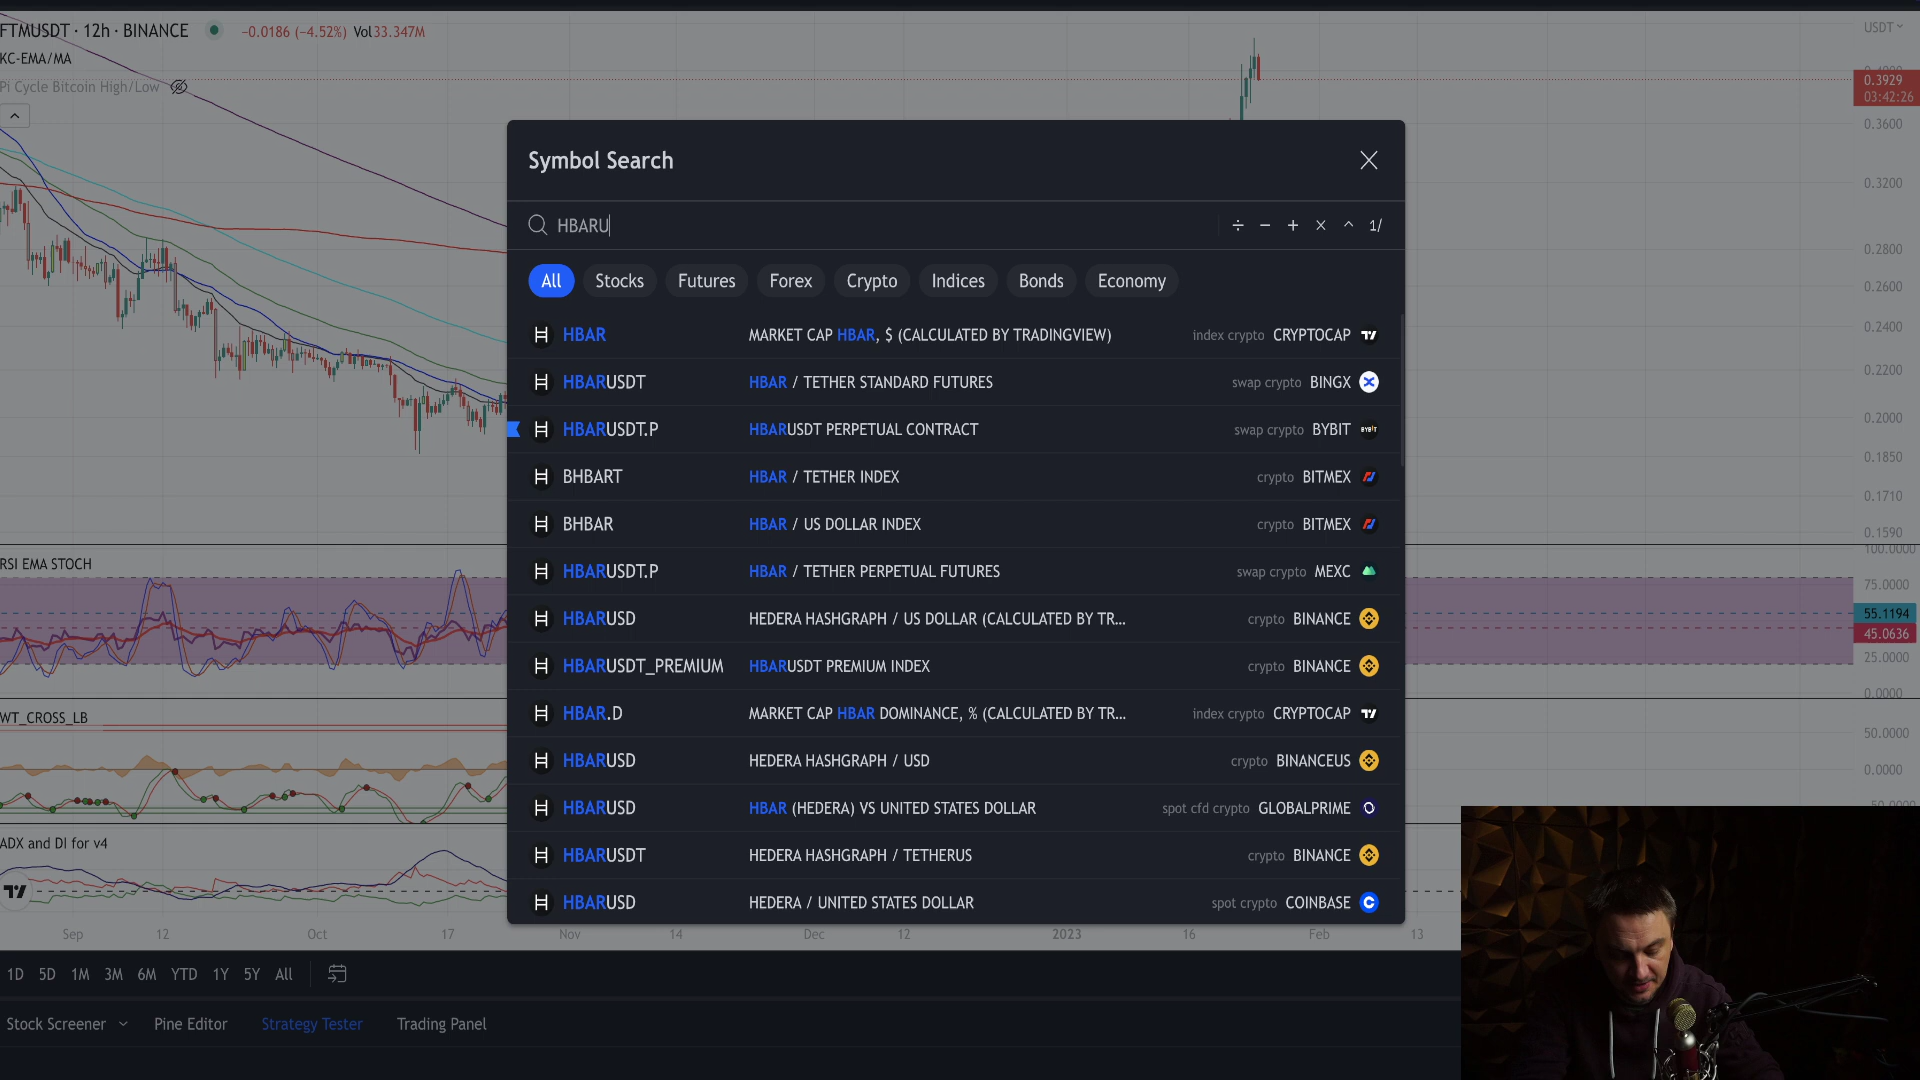 FTMUSDT · 12h · BINANCE −0.0186 (−4.52%) Vol33.347M
USDT
KC-EMA/MA
Pi Cycle Bitcoin High/Low
0.3929
03:42:26
0.3600
Symbol Search
0.3200
HBARU
÷ − + × ^ 1/
0.2800
All Stocks Futures Forex Crypto Indices Bonds Economy
0.2600
HBAR MARKET CAP HBAR, $ (CALCULATED BY TRADINGVIEW) index crypto CRYPTOCAP
0.2400
HBARUSDT HBAR / TETHER STANDARD FUTURES swap crypto BINGX
0.2200
HBARUSDT.P HBARUSDT PERPETUAL CONTRACT swap crypto BYBIT
0.2000
BHBART HBAR / TETHER INDEX crypto BITMEX
0.1850
0.1710
BHBAR HBAR / US DOLLAR INDEX crypto BITMEX
0.1590
100.0000
RSI EMA STOCH
HBARUSDT.P HBAR / TETHER PERPETUAL FUTURES swap crypto MEXC
75.0000
HBARUSD HEDERA HASHGRAPH / US DOLLAR (CALCULATED BY TR... crypto BINANCE
55.1194
45.0636
HBARUSDT_PREMIUM HBARUSDT PREMIUM INDEX crypto BINANCE
25.0000
0.0000
WT_CROSS_LB
HBAR.D MARKET CAP HBAR DOMINANCE, % (CALCULATED BY TR... index crypto CRYPTOCAP
50.0000
HBARUSD HEDERA HASHGRAPH / USD crypto BINANCEUS
0.0000
HBARUSD HBAR (HEDERA) VS UNITED STATES DOLLAR spot cfd crypto GLOBALPRIME
ADX and DI for v4
HBARUSDT HEDERA HASHGRAPH / TETHERUS crypto BINANCE
HBARUSD HEDERA / UNITED STATES DOLLAR spot crypto COINBASE
Sep 12 Oct 17 Nov 14 Dec 12 2023 16 Feb 13
1D 5D 1M 3M 6M YTD 1Y 5Y All
Stock Screener Pine Editor Strategy Tester Trading Panel